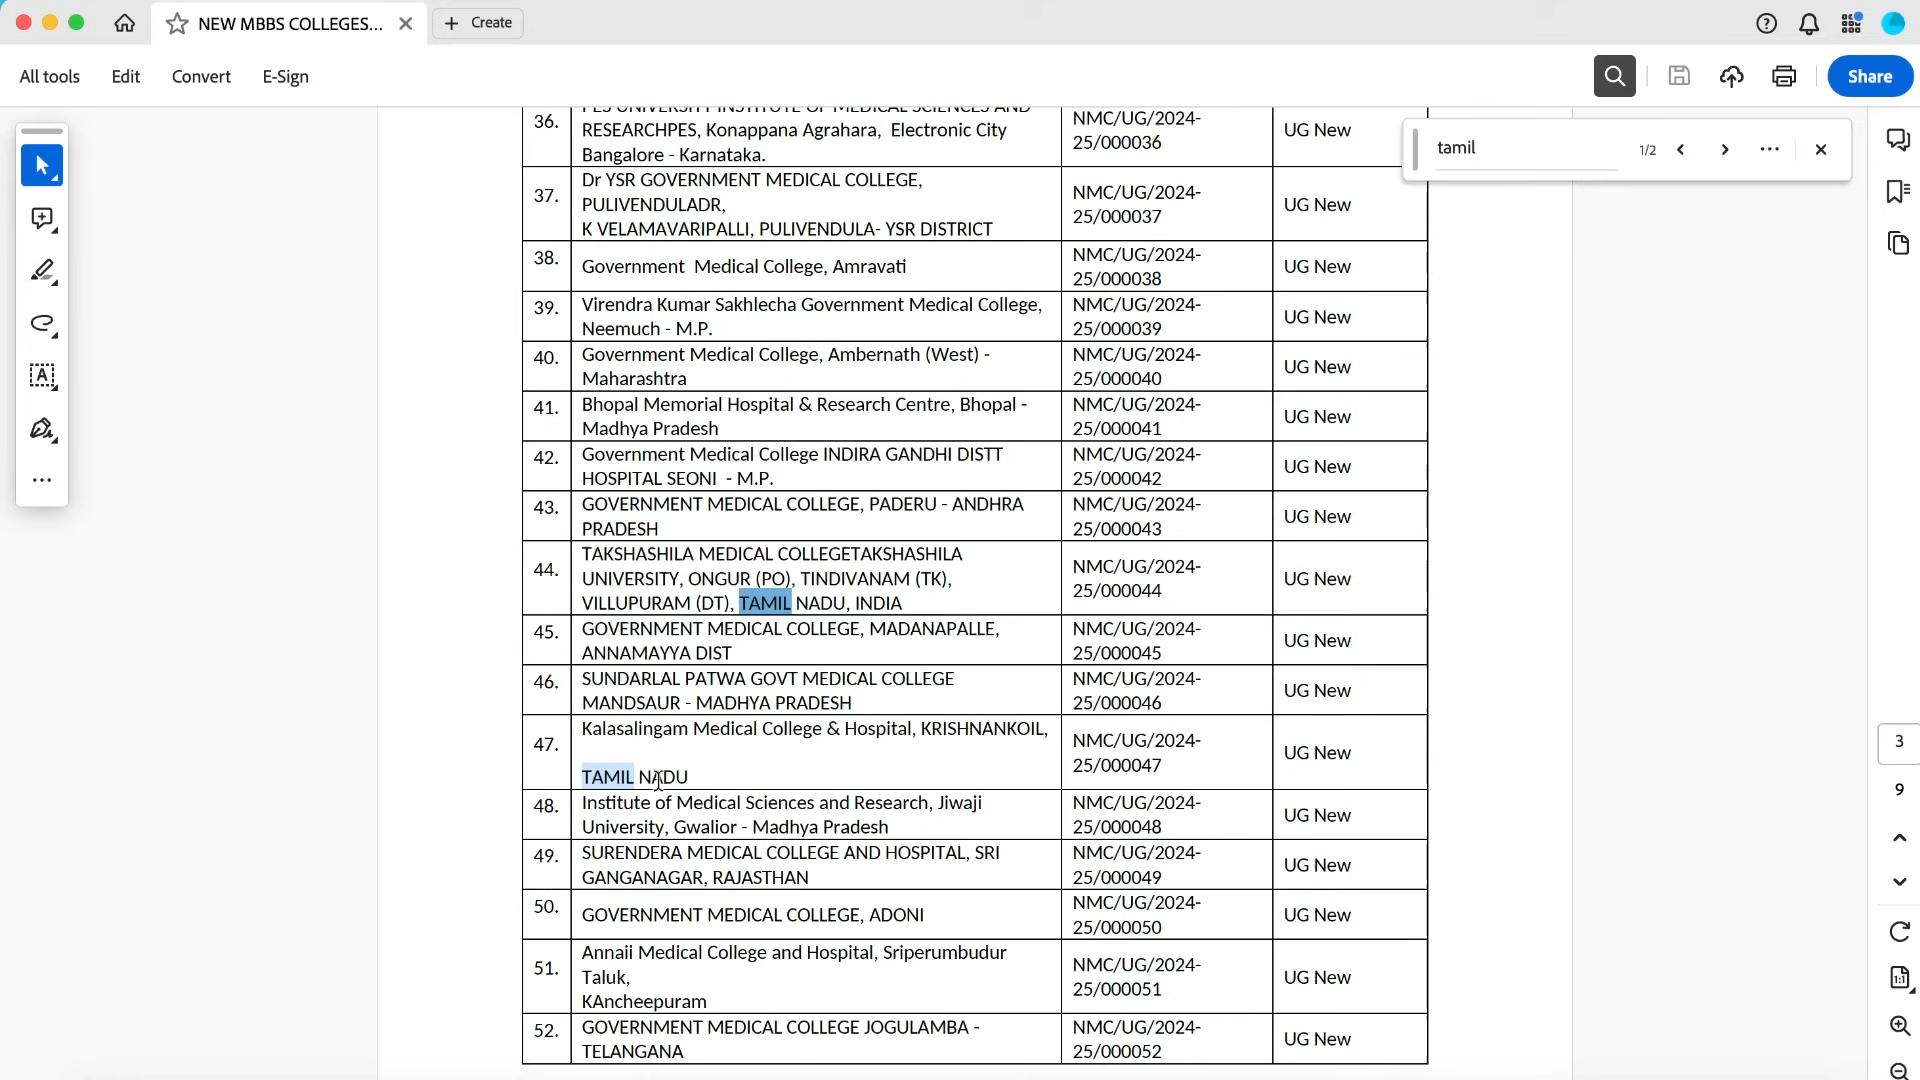 NEW MBBS COLLEGES...
Create
All tools
Edit
Convert
E-Sign
Share
tamil
1/2
36.
PES UNIVERSITY INSTITUTE OF MEDICAL SCIENCES AND
RESEARCHPES, Konappana Agrahara, Electronic City
Bangalore - Karnataka.
NMC/UG/2024-
25/000036
UG New
37.
Dr YSR GOVERNMENT MEDICAL COLLEGE,
PULIVENDULADR,
K VELAMAVARIPALLI, PULIVENDULA- YSR DISTRICT
NMC/UG/2024-
25/000037
UG New
38.
Government Medical College, Amravati
NMC/UG/2024-
25/000038
UG New
39.
Virendra Kumar Sakhlecha Government Medical College,
Neemuch - M.P.
NMC/UG/2024-
25/000039
UG New
40.
Government Medical College, Ambernath (West) -
Maharashtra
NMC/UG/2024-
25/000040
UG New
41.
Bhopal Memorial Hospital & Research Centre, Bhopal -
Madhya Pradesh
NMC/UG/2024-
25/000041
UG New
42.
Government Medical College INDIRA GANDHI DISTT
HOSPITAL SEONI - M.P.
NMC/UG/2024-
25/000042
UG New
43.
GOVERNMENT MEDICAL COLLEGE, PADERU - ANDHRA
PRADESH
NMC/UG/2024-
25/000043
UG New
44.
TAKSHASHILA MEDICAL COLLEGETAKSHASHILA
UNIVERSITY, ONGUR (PO), TINDIVANAM (TK),
VILLUPURAM (DT), TAMIL NADU, INDIA
NMC/UG/2024-
25/000044
UG New
45.
GOVERNMENT MEDICAL COLLEGE, MADANAPALLE,
ANNAMAYYA DIST
NMC/UG/2024-
25/000045
UG New
46.
SUNDARLAL PATWA GOVT MEDICAL COLLEGE
MANDSAUR - MADHYA PRADESH
NMC/UG/2024-
25/000046
UG New
47.
Kalasalingam Medical College & Hospital, KRISHNANKOIL,
TAMIL NADU
NMC/UG/2024-
25/000047
UG New
48.
Institute of Medical Sciences and Research, Jiwaji
University, Gwalior - Madhya Pradesh
NMC/UG/2024-
25/000048
UG New
49.
SURENDERA MEDICAL COLLEGE AND HOSPITAL, SRI
GANGANAGAR, RAJASTHAN
NMC/UG/2024-
25/000049
UG New
50.
GOVERNMENT MEDICAL COLLEGE, ADONI
NMC/UG/2024-
25/000050
UG New
51.
Annaii Medical College and Hospital, Sriperumbudur
Taluk,
KAncheepuram
NMC/UG/2024-
25/000051
UG New
52.
GOVERNMENT MEDICAL COLLEGE JOGULAMBA -
TELANGANA
NMC/UG/2024-
25/000052
UG New
3
9